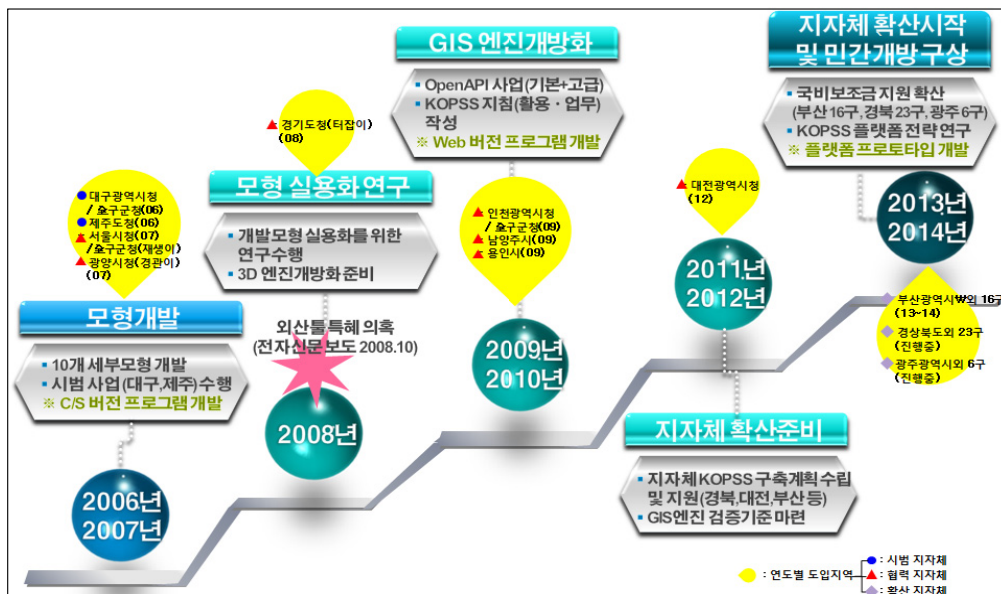 대구광역시청
/ 全구군청(06)
제주도청(06)
서울시청(07)
/全구군청(재생이)
광양시청(경관이)
(07)
모형개발
10개 세부모형 개발
시범 사업(대구,제주)수행
※ C/S 버전 프로그램 개발
2006년
2007년
경기도청(터잡이)
(08)
모형 실용화 연구
개발모형 실용화를 위한
연구수행
3D 엔진개방화 준비
외산툴 특혜 의혹
(전자신문 보도 2008.10)
2008년
GIS 엔진개방화
OpenAPI 사업(기본+고급)
KOPSS 지침(활용·업무)
작성
※ Web 버전 프로그램 개발
인천광역시청
/全구군청(09)
남양주시(09)
용인시(09)
2009년
2010년
대전광역시청
(12)
2011년
2012년
지자체 확산준비
지자체 KOPSS 구축계획 수립
및 지원(경북,대전,부산 등)
GIS엔진 검증기준 마련
지자체 확산시작
및 민간개방 구상
국비보조금 지원 확산
(부산 16구,경북 23구,광주 6구)
KOPSS 플랫폼 전략 연구
※ 플랫폼 프로토타입 개발
2013년
2014년
부산광역시₩외 16구
(13~14)
경상북도외 23구
(진행중)
광주광역시외 6구
(진행중)
: 연도별 도입지역
: 시범 지자체
: 협력 지자체
: 확산 지자체